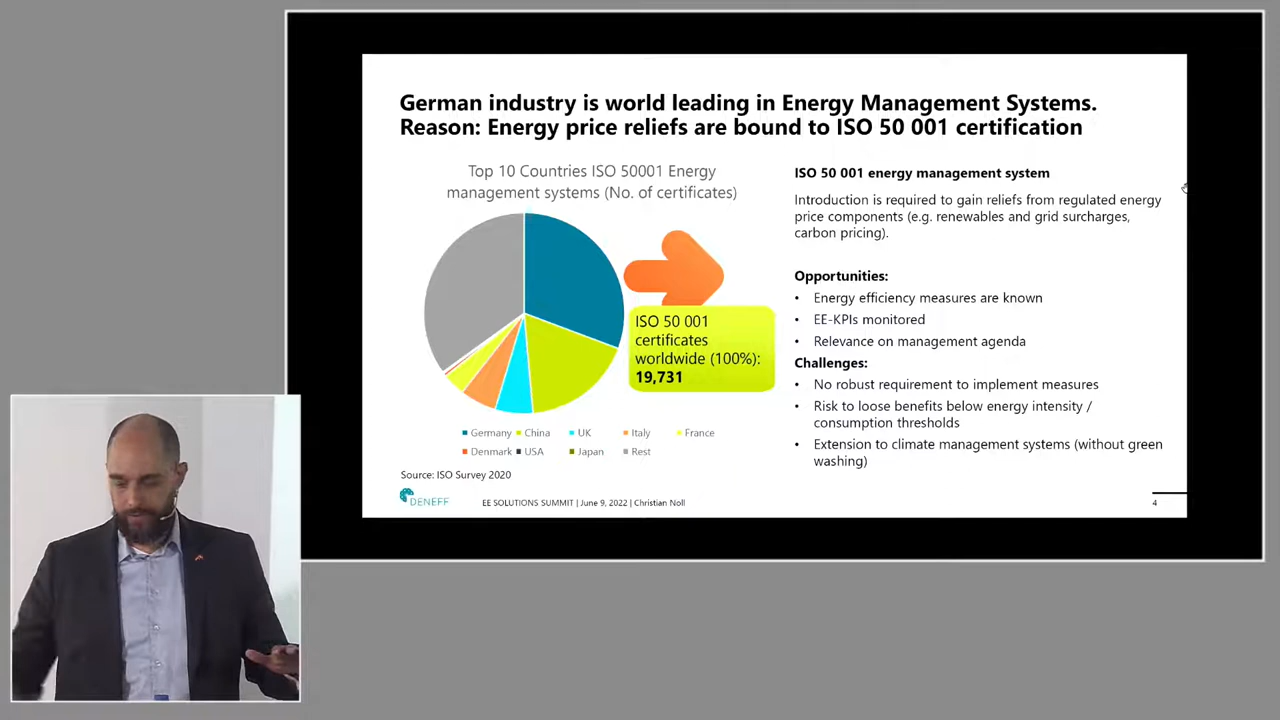 German industry is world leading in Energy Management Systems.
Reason: Energy price reliefs are bound to ISO 50 001 certification
Top 10 Countries ISO 50001 Energy
management systems (No. of certificates)
ISO 50 001
certificates
worldwide (100%):
19,731
Germany China UK Italy France
Denmark USA Japan Rest
Source: ISO Survey 2020
ISO 50 001 energy management system
Introduction is required to gain reliefs from regulated energy
price components (e.g. renewables and grid surcharges,
carbon pricing).
Opportunities:
• Energy efficiency measures are known
• EE-KPIs monitored
• Relevance on management agenda
Challenges:
• No robust requirement to implement measures
• Risk to loose benefits below energy intensity /
consumption thresholds
• Extension to climate management systems (without green
washing)
DENEFF
EE SOLUTIONS SUMMIT | June 9, 2022 | Christian Noll
4